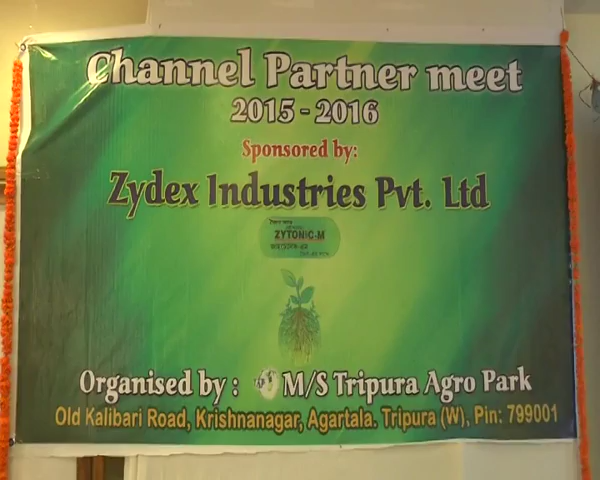 Channel Partner meet
2015 - 2016
Sponsored by:
Zydex Industries Pvt. Ltd
ZYTONIC-M
Organised by : M/S Tripura Agro Park
Old Kalibari Road, Krishnanagar, Agartala. Tripura (W), Pin: 799001